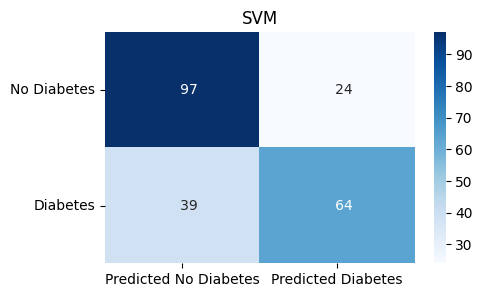 SVM
No Diabetes
97
24
90
80
70
60
50
40
30
Diabetes
39
64
Predicted No Diabetes
Predicted Diabetes